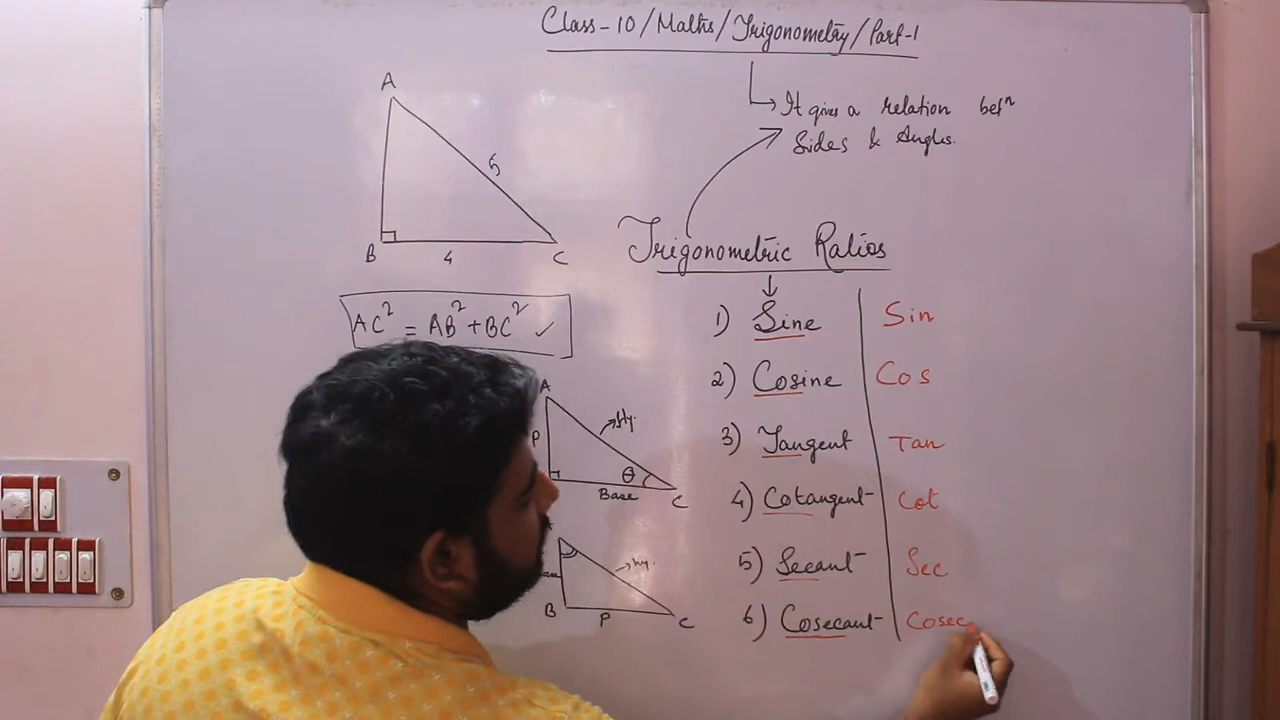 Class-10/Maths/Trigonometry/Part-1
It gives a relation betn
Sides & Angles.
A
5
B
4
C
Trigonometric Ratios
AC² = AB² + BC² ✓
1) Sine Sin
2) Cosine Cos
3) Tangent Tan
4) Cotangent Cot
5) Secant Sec
6) Cosecant Cosec
A
P
Hy.
θ
Base
C
hy.
B
P
C